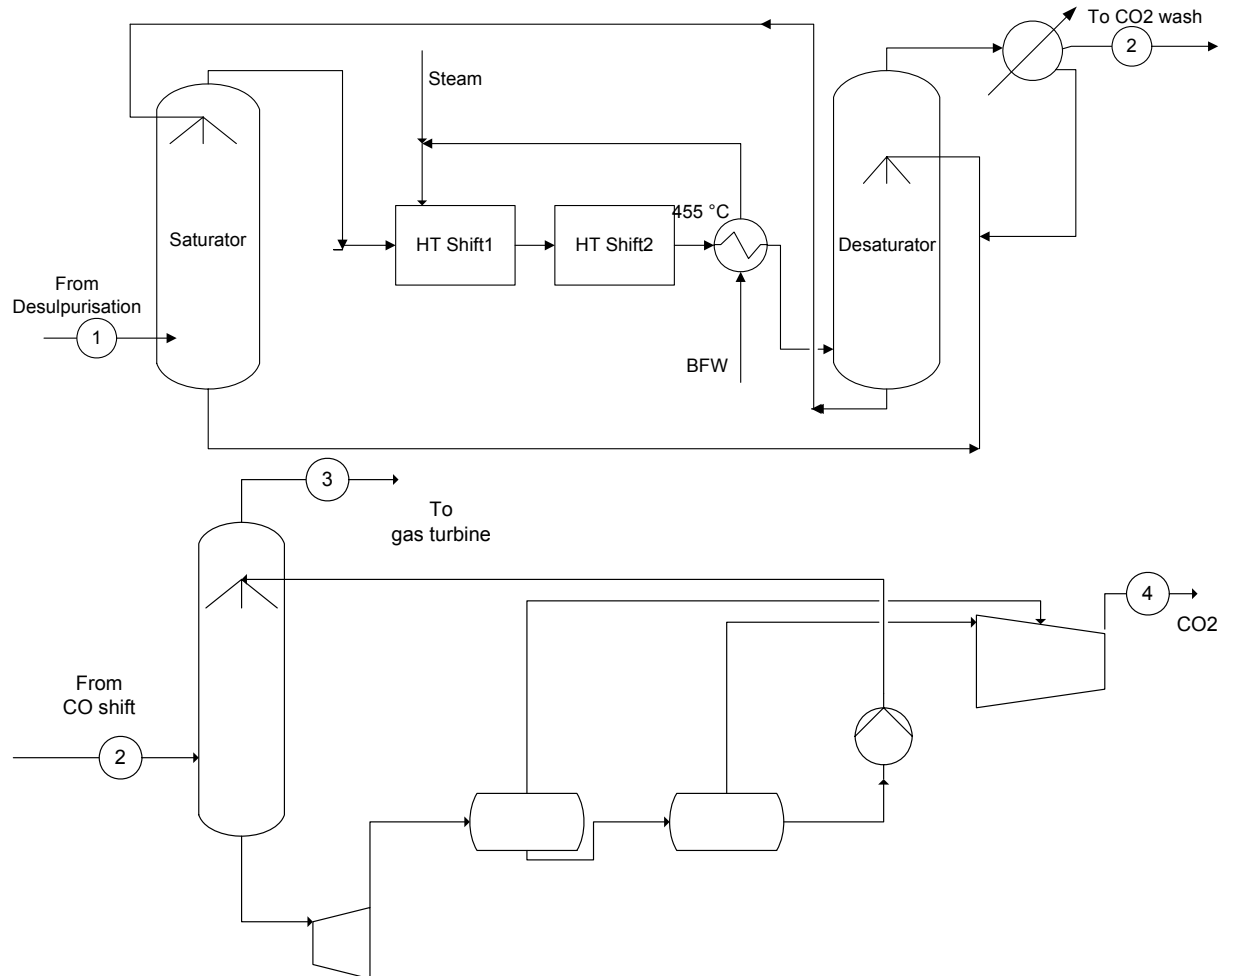 To CO2 wash
2
Steam
455 °C
Saturator
HT Shift1
HT Shift2
Desaturator
From
Desulpurisation
1
BFW
3
To
gas turbine
4
CO2
From
CO shift
2